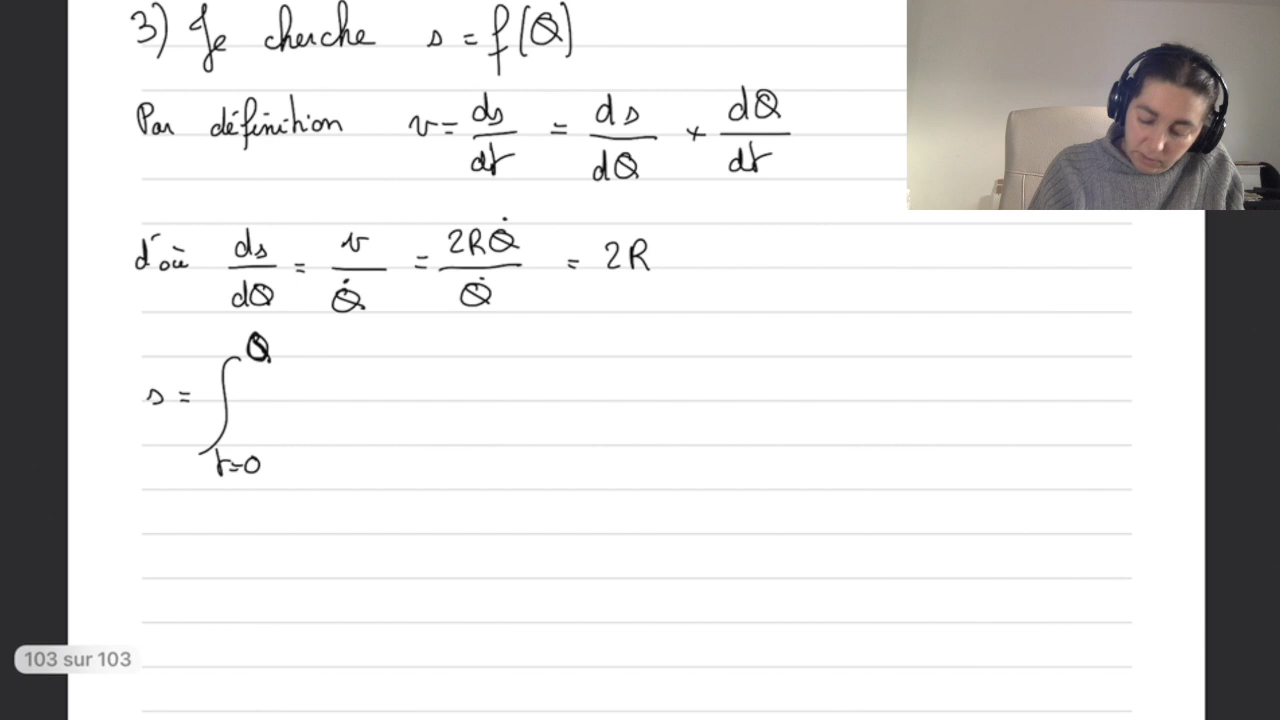 3) Je cherche s = f(θ)
Par définition v = ds/dt = ds/dθ × dθ/dt
d'où ds/dθ = v/θ̇ = 2Rθ̇/θ̇ = 2R
s = ∫_{t=0}^{θ}
103 sur 103